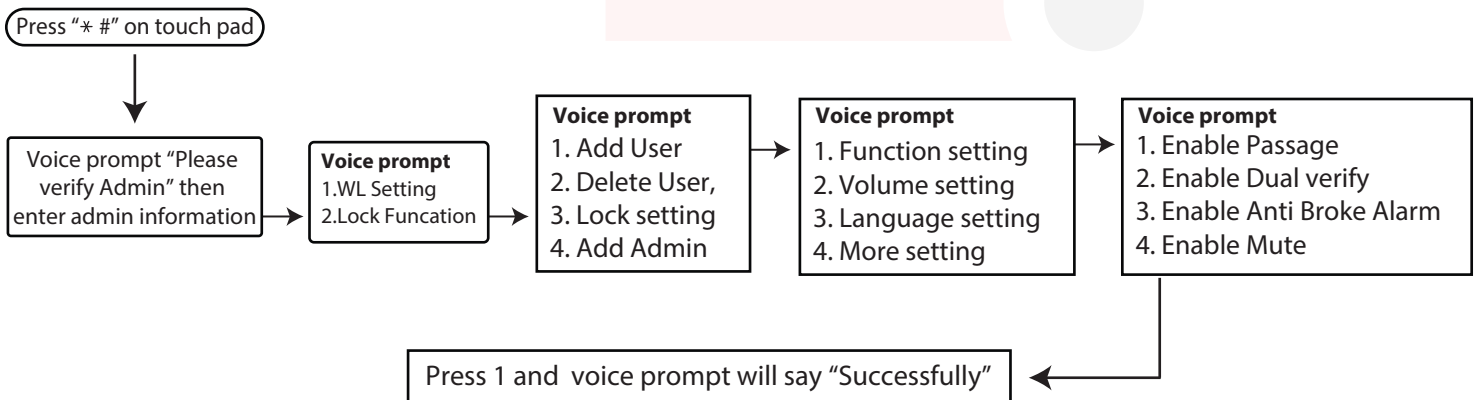 Press “* #” on touch pad
Voice prompt “Please
verify Admin” then
enter admin information
Voice prompt
1.WL Setting
2.Lock Funcation
Voice prompt
1. Add User
2. Delete User,
3. Lock setting
4. Add Admin
Voice prompt
1. Function setting
2. Volume setting
3. Language setting
4. More setting
Voice prompt
1. Enable Passage
2. Enable Dual verify
3. Enable Anti Broke Alarm
4. Enable Mute
Press 1 and voice prompt will say “Successfully”